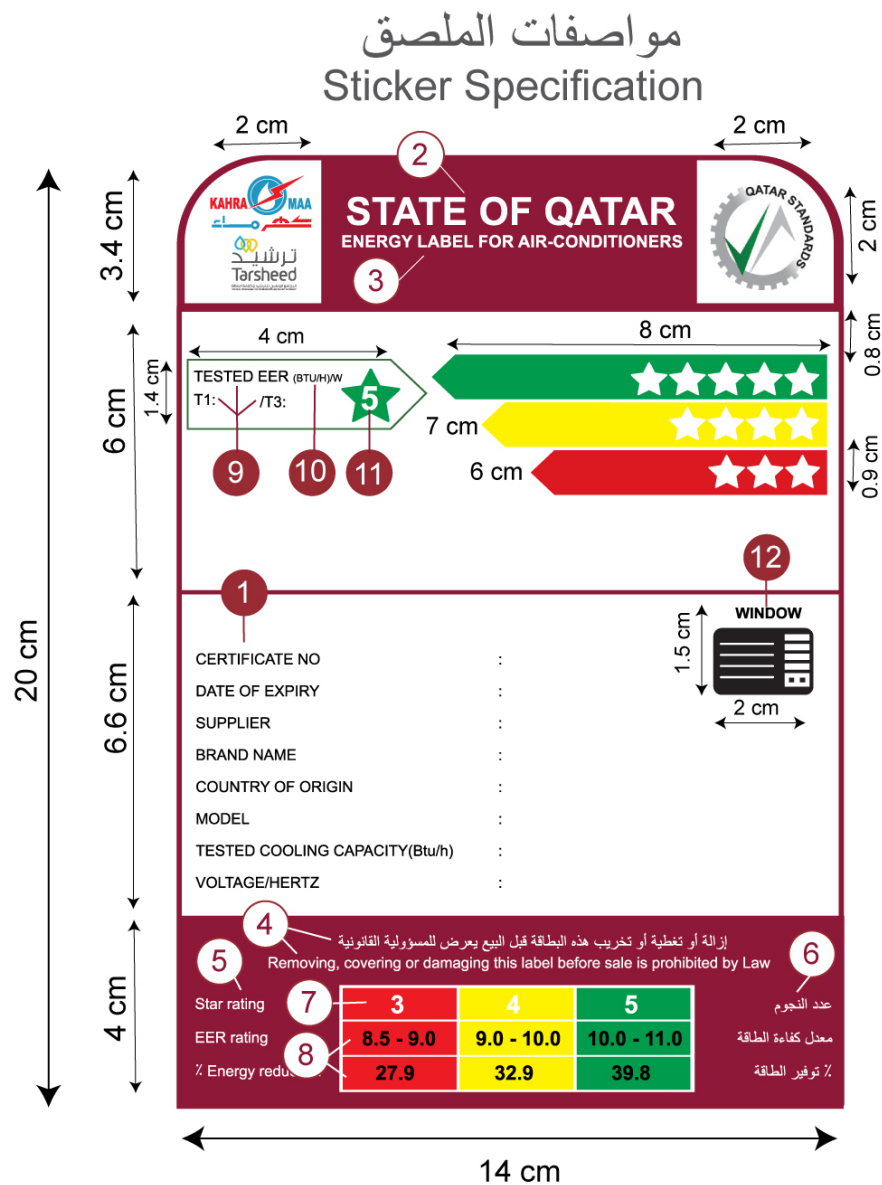 مواصفات الملصق
Sticker Specification
2 cm
2 cm
2
KAHRA MAA
كهرماء
ترشيد
Tarsheed
STATE OF QATAR
ENERGY LABEL FOR AIR-CONDITIONERS
3
QATAR STANDARDS
3.4 cm
2 cm
4 cm
8 cm
0.8 cm
1.4 cm
TESTED EER (BTU/H)/W
T1: /T3:
5
7 cm
6 cm
6 cm
0.9 cm
9
10
11
12
1
WINDOW
1.5 cm
2 cm
20 cm
6.6 cm
CERTIFICATE NO :
DATE OF EXPIRY :
SUPPLIER :
BRAND NAME :
COUNTRY OF ORIGIN :
MODEL :
TESTED COOLING CAPACITY(Btu/h) :
VOLTAGE/HERTZ :
4
إزالة أو تغطية أو تخريب هذه البطاقة قبل البيع يعرض للمسؤولية القانونية
Removing, covering or damaging this label before sale is prohibited by Law
5
6
4 cm
7
8
Star rating 3 4 5 عدد النجوم
EER rating 8.5 - 9.0 9.0 - 10.0 10.0 - 11.0 معدل كفاءة الطاقة
٪ Energy 27.9 32.9 39.8 ٪ توفير الطاقة
14 cm